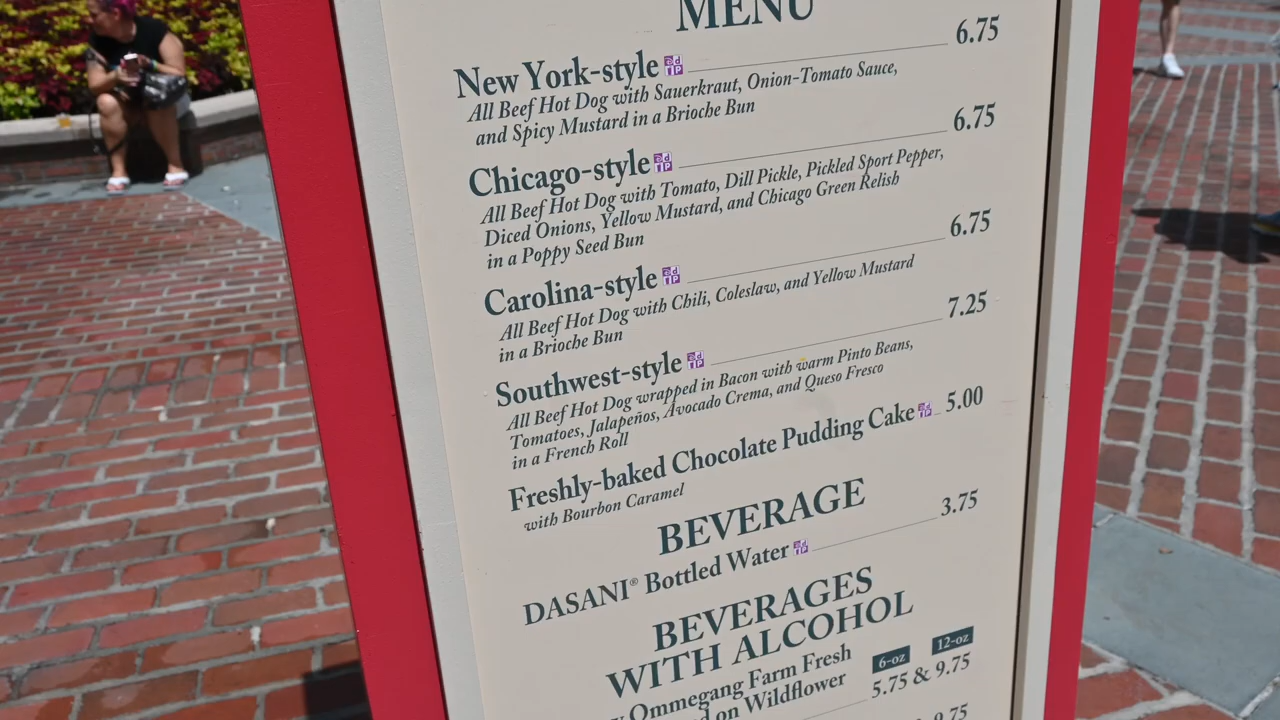 MENU
New York-style 6.75
All Beef Hot Dog with Sauerkraut, Onion-Tomato Sauce,
and Spicy Mustard in a Brioche Bun
Chicago-style 6.75
All Beef Hot Dog with Tomato, Dill Pickle, Pickled Sport Pepper,
Diced Onions, Yellow Mustard, and Chicago Green Relish
in a Poppy Seed Bun
Carolina-style 6.75
All Beef Hot Dog with Chili, Coleslaw, and Yellow Mustard
in a Brioche Bun
Southwest-style 7.25
All Beef Hot Dog wrapped in Bacon with warm Pinto Beans,
Tomatoes, Jalapeños, Avocado Crema, and Queso Fresco
in a French Roll
Freshly-baked Chocolate Pudding Cake 5.00
with Bourbon Caramel
BEVERAGE
DASANI® Bottled Water 3.75
BEVERAGES
WITH ALCOHOL
6-oz 12-oz
Ommegang Farm Fresh
on Wildflower 5.75 & 9.75
9.75